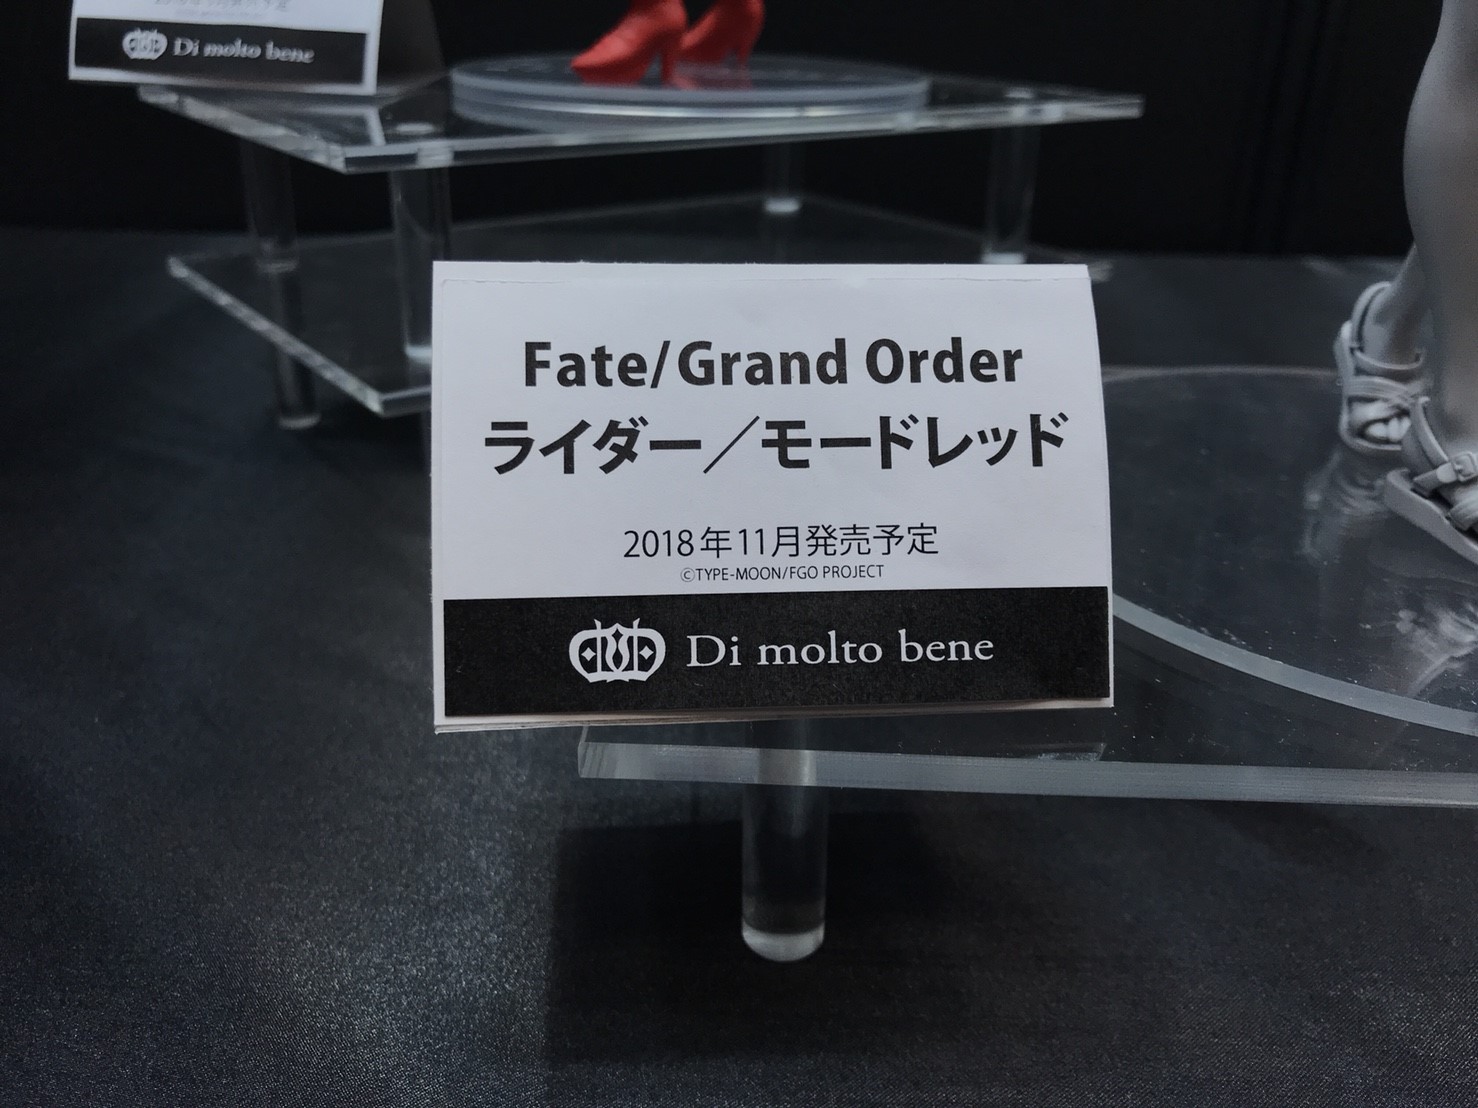 Di molto bene
Fate/Grand Order
ライダー／モードレッド
2018年11月発売予定
©TYPE-MOON/FGO PROJECT
Di molto bene